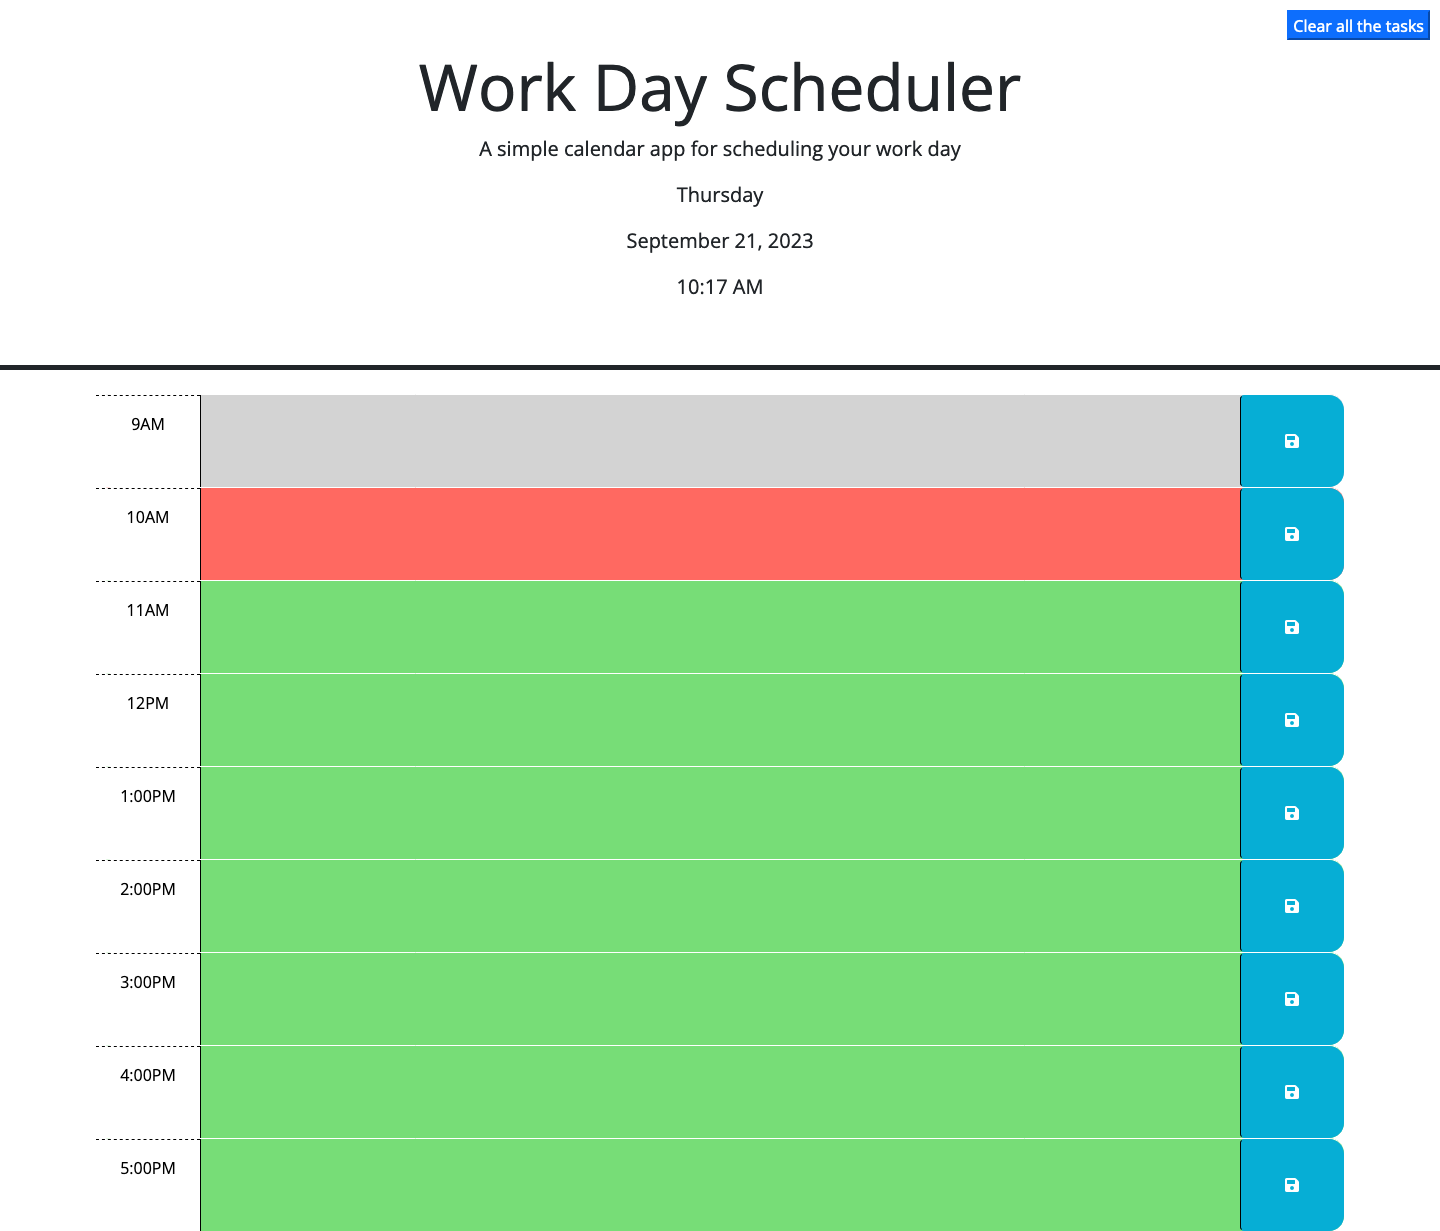 Clear all the tasks
Work Day Scheduler
A simple calendar app for scheduling your work day
Thursday
September 21, 2023
10:17 AM
9AM
10AM
11AM
12PM
1:00PM
2:00PM
3:00PM
4:00PM
5:00PM